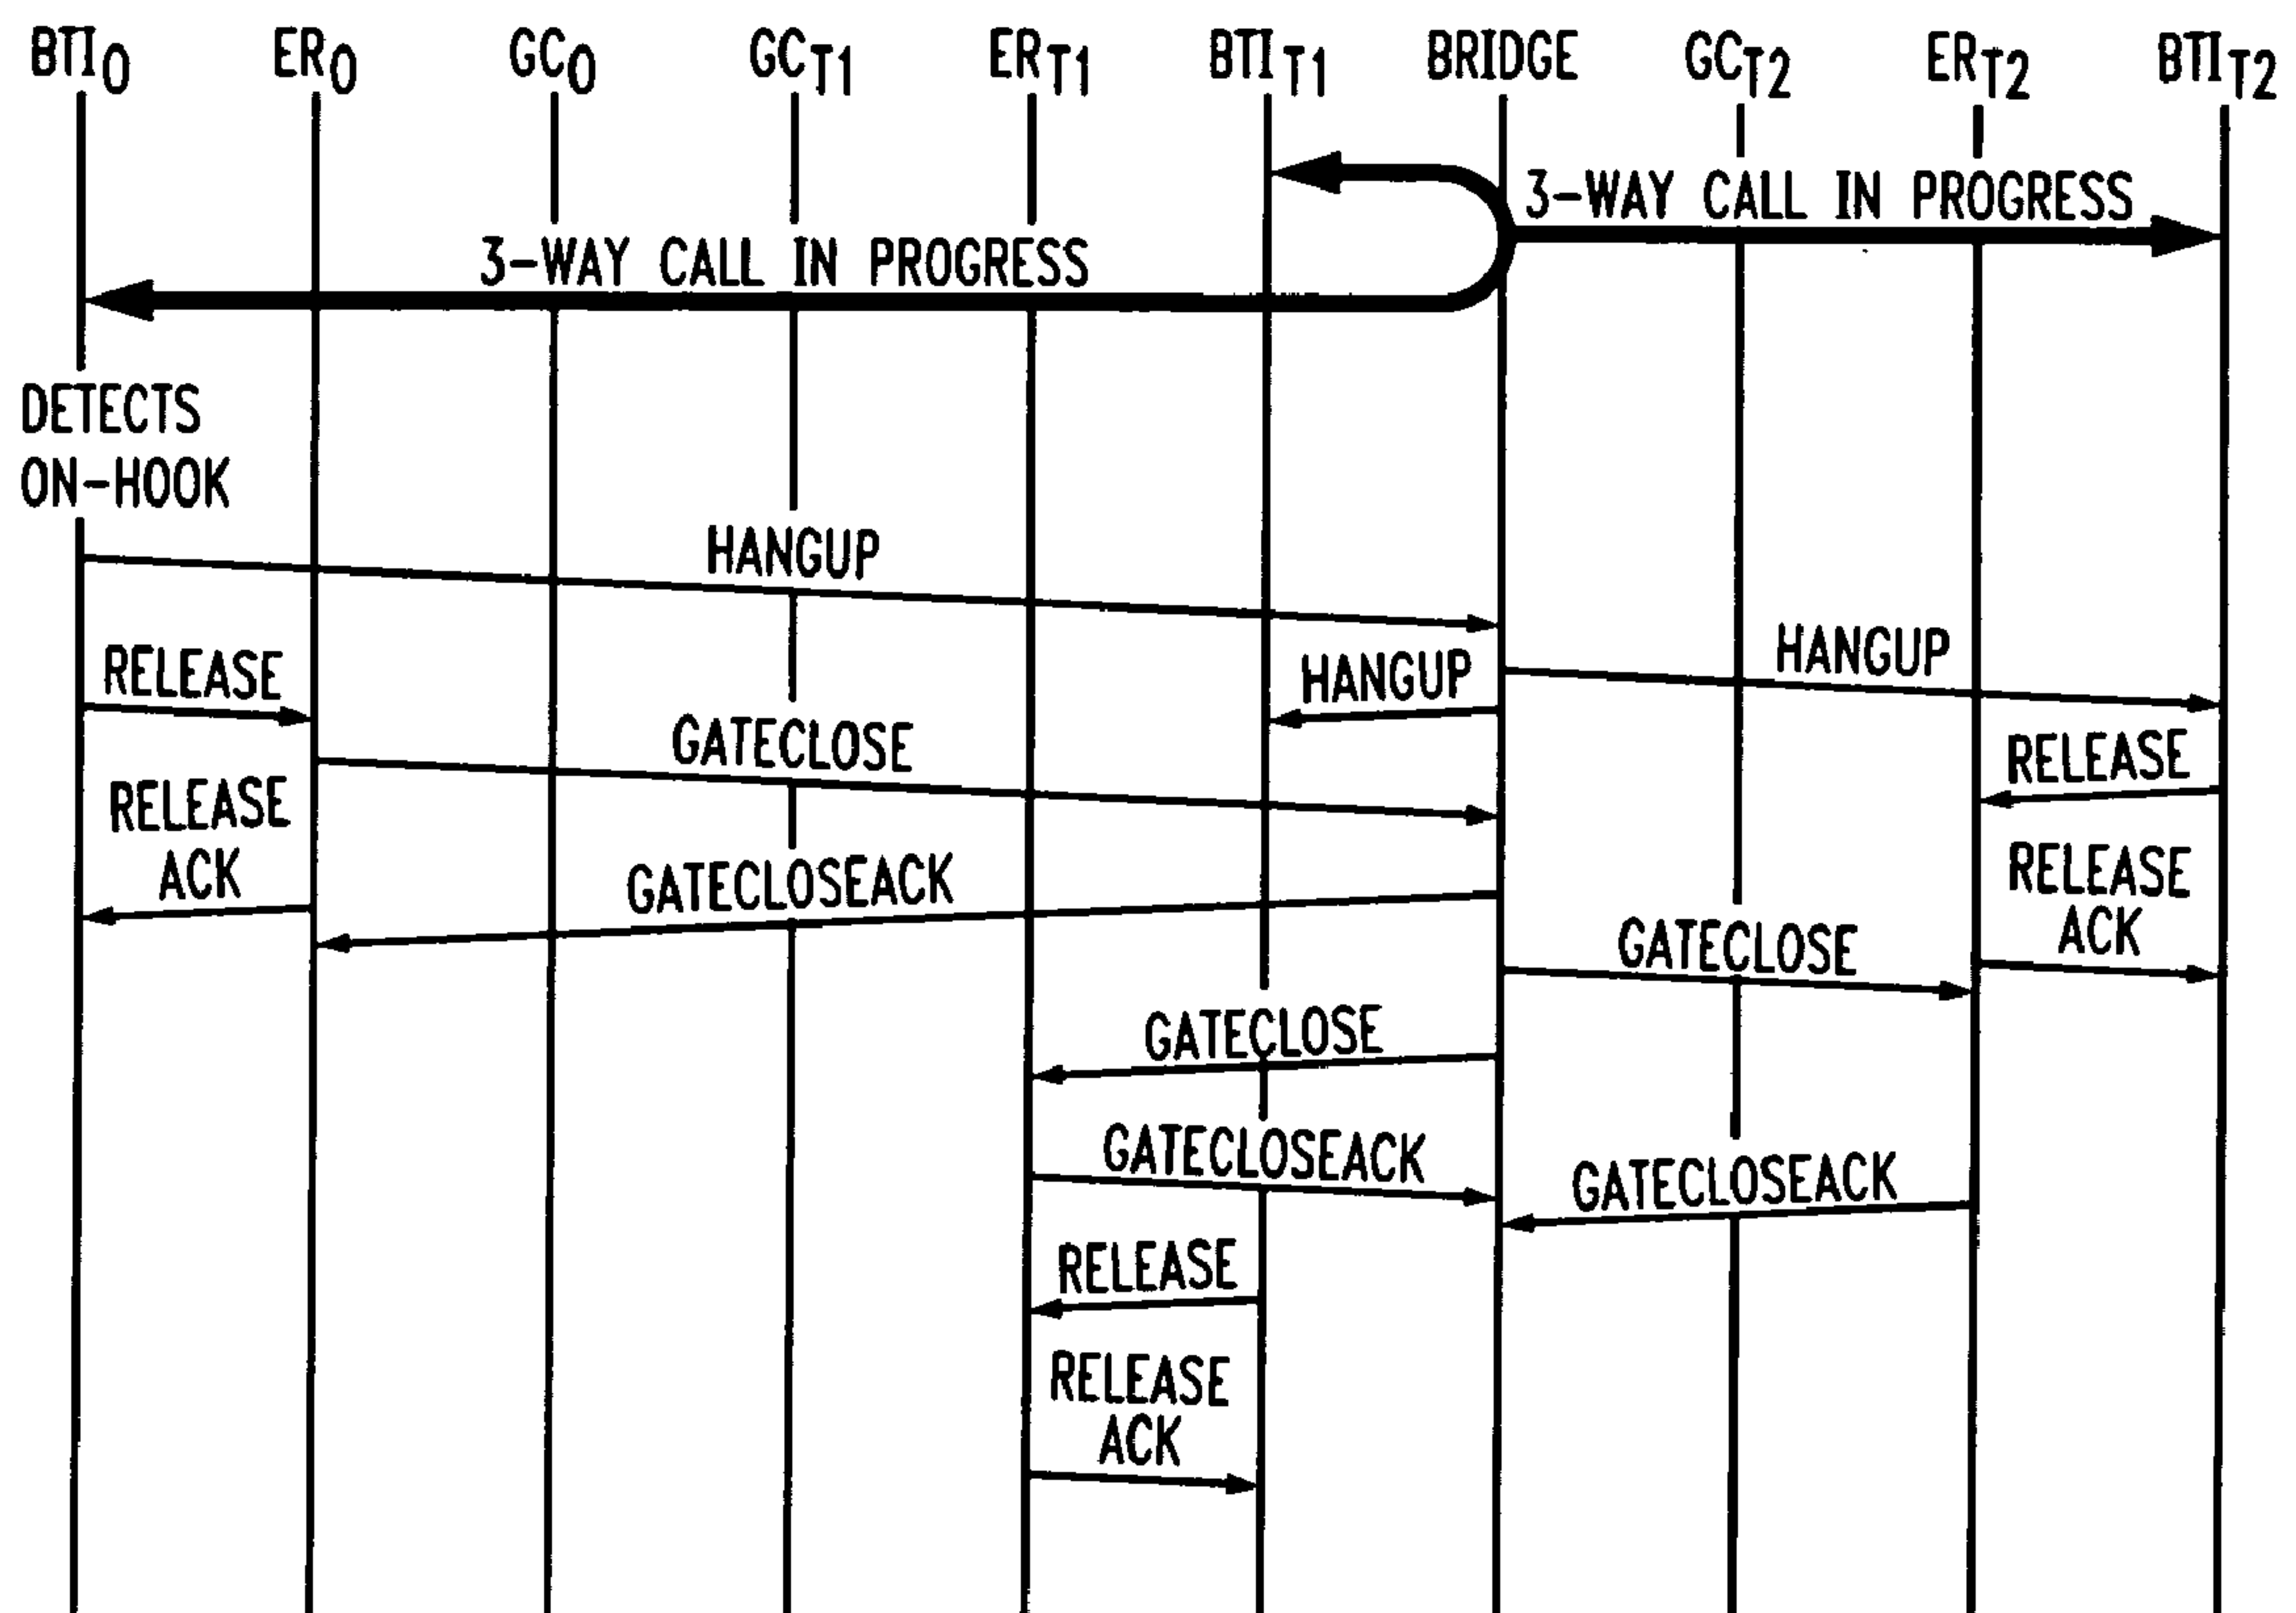 BTI0 ER0 GC0 GCT1 ERT1 BTIT1 BRIDGE GCT2 ERT2 BTIT2
3-WAY CALL IN PROGRESS
3-WAY CALL IN PROGRESS
DETECTS
ON-HOOK
HANGUP
HANGUP
HANGUP
RELEASE
GATECLOSE
RELEASE
RELEASE
ACK
GATECLOSEACK
RELEASE
ACK
GATECLOSE
GATECLOSE
GATECLOSEACK
GATECLOSEACK
RELEASE
RELEASE
ACK